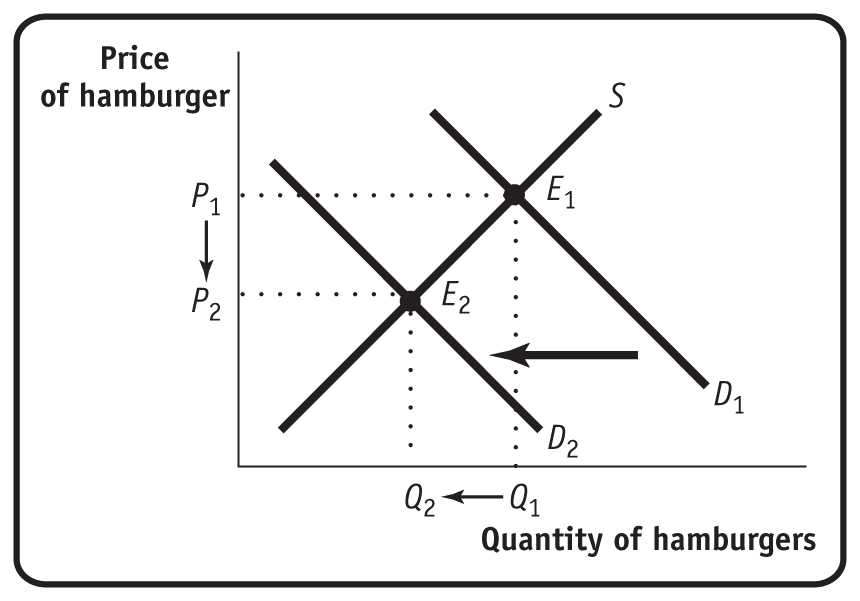 Price
of hamburger
S
P1
E1
P2
E2
D1
D2
Q2 Q1
Quantity of hamburgers